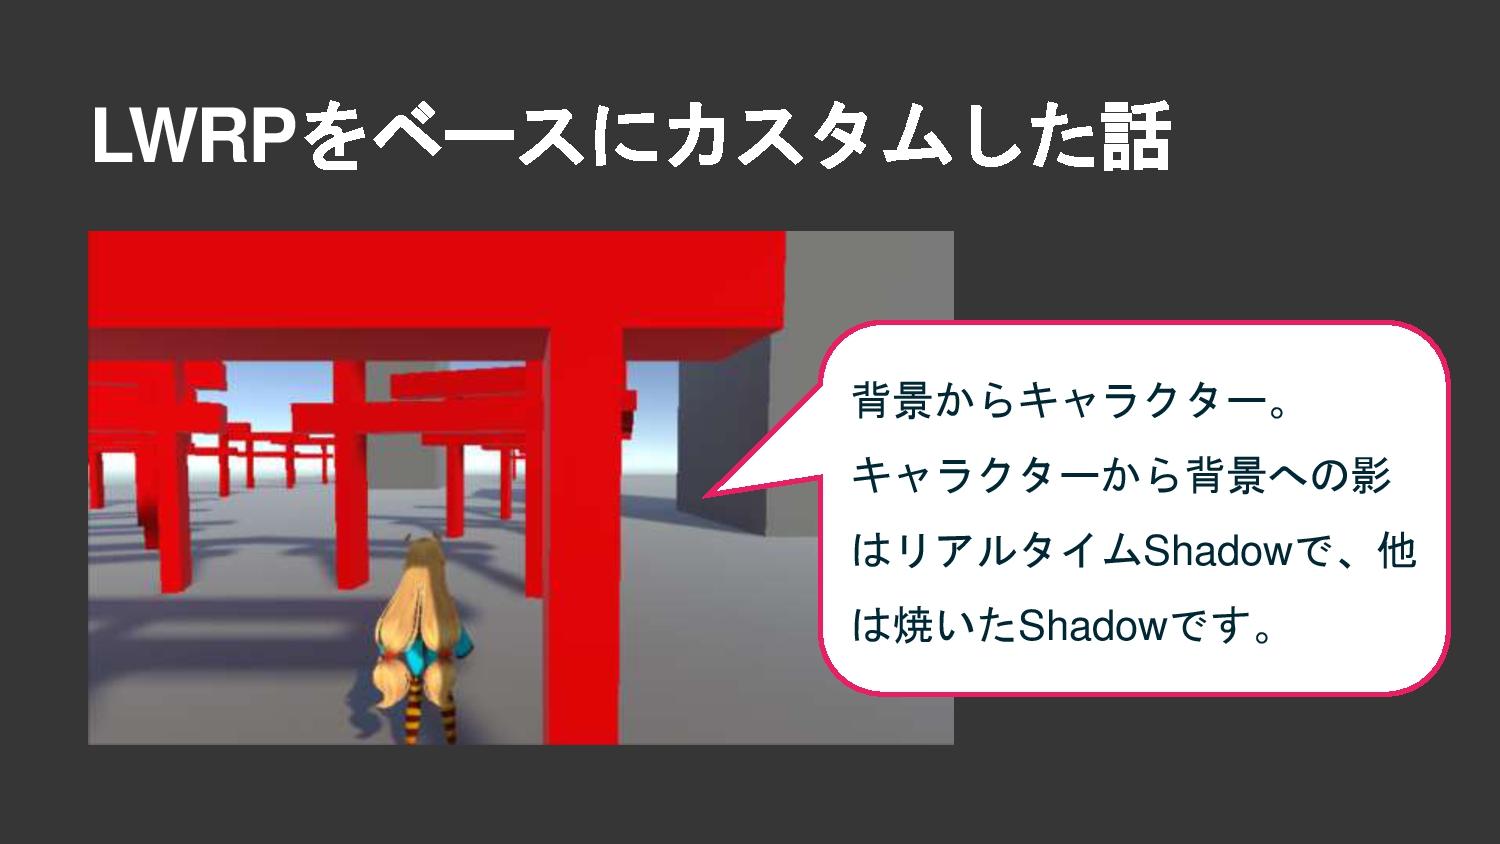 LWRPをベースにカスタムした話
背景からキャラクター。
キャラクターから背景への影
はリアルタイムShadowで、他
は焼いたShadowです。